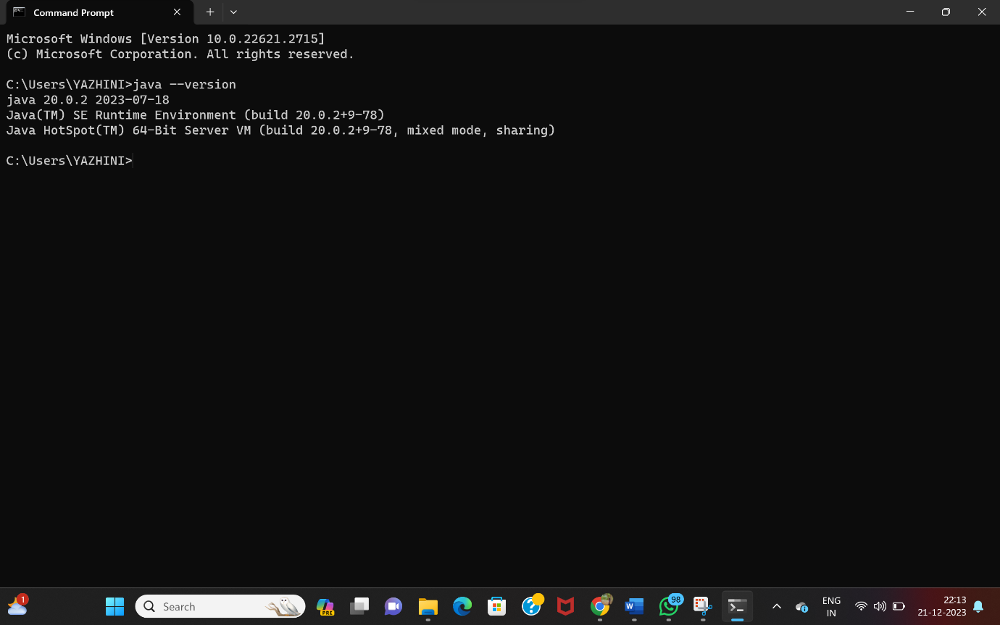 Command Prompt
Microsoft Windows [Version 10.0.22621.2715]
(c) Microsoft Corporation. All rights reserved.
C:\Users\YAZHINI>java --version
java 20.0.2 2023-07-18
Java(TM) SE Runtime Environment (build 20.0.2+9-78)
Java HotSpot(TM) 64-Bit Server VM (build 20.0.2+9-78, mixed mode, sharing)
C:\Users\YAZHINI>
1
Search
PRE
W
98
ENG
IN
22:13
21-12-2023